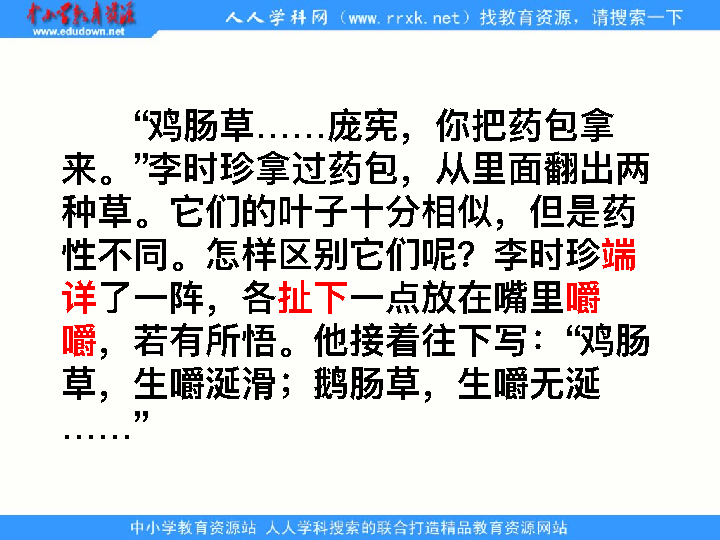 中小学教育资源
www.edudown.net
人人学科网（www.rrxk.net）找教育资源，请搜索一下
“鸡肠草……庞宪，你把药包拿
来。”李时珍拿过药包，从里面翻出两
种草。它们的叶子十分相似，但是药
性不同。怎样区别它们呢？李时珍端
详了一阵，各扯下一点放在嘴里嚼
嚼，若有所悟。他接着往下写：“鸡肠
草，生嚼涎滑；鹅肠草，生嚼无涎
……”
中小学教育资源站 人人学科搜索的联合打造精品教育资源网站